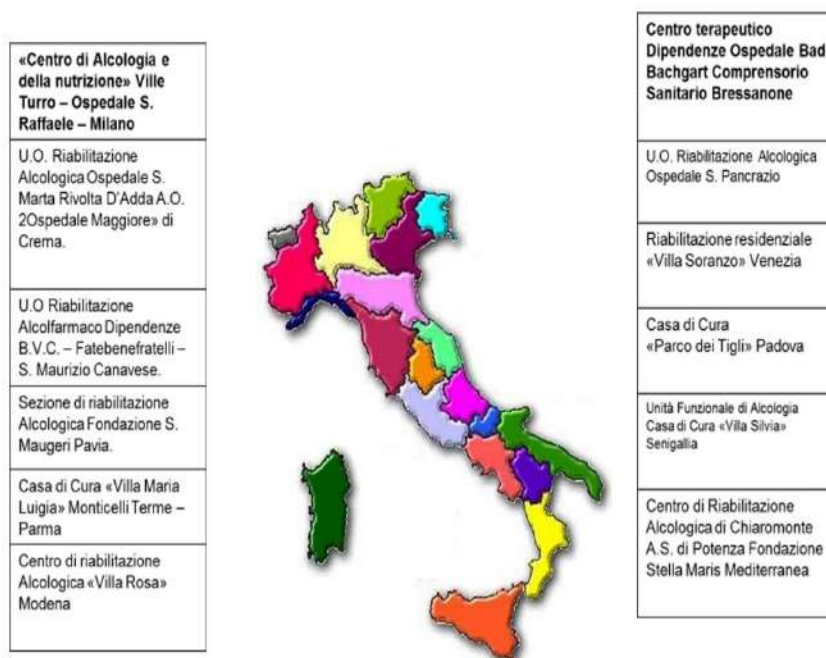 «Centro di Alcologia e
della nutrizione» Ville
Turro – Ospedale S.
Raffaele – Milano
U.O. Riabilitazione
Alcologica Ospedale S.
Marta Rivolta D'Adda A.O.
2Ospedale Maggiore» di
Crema.
U.O Riabilitazione
Alcolfarmaco Dipendenze
B.V.C. – Fatebenefratelli –
S. Maurizio Canavese.
Sezione di riabilitazione
Alcologica Fondazione S.
Maugeri Pavia.
Casa di Cura «Villa Maria
Luigia» Monticelli Terme –
Parma
Centro di riabilitazione
Alcologica «Villa Rosa»
Modena
Centro terapeutico
Dipendenze Ospedale Bad
Bachgart Comprensorio
Sanitario Bressanone
U.O. Riabilitazione Alcologica
Ospedale S. Pancrazio
Riabilitazione residenziale
«Villa Soranzo» Venezia
Casa di Cura
«Parco dei Tigli» Padova
Unità Funzionale di Alcologia
Casa di Cura «Villa Silvia»
Senigallia
Centro di Riabilitazione
Alcologica di Chiaromonte
A.S. di Potenza Fondazione
Stella Maris Mediterranea